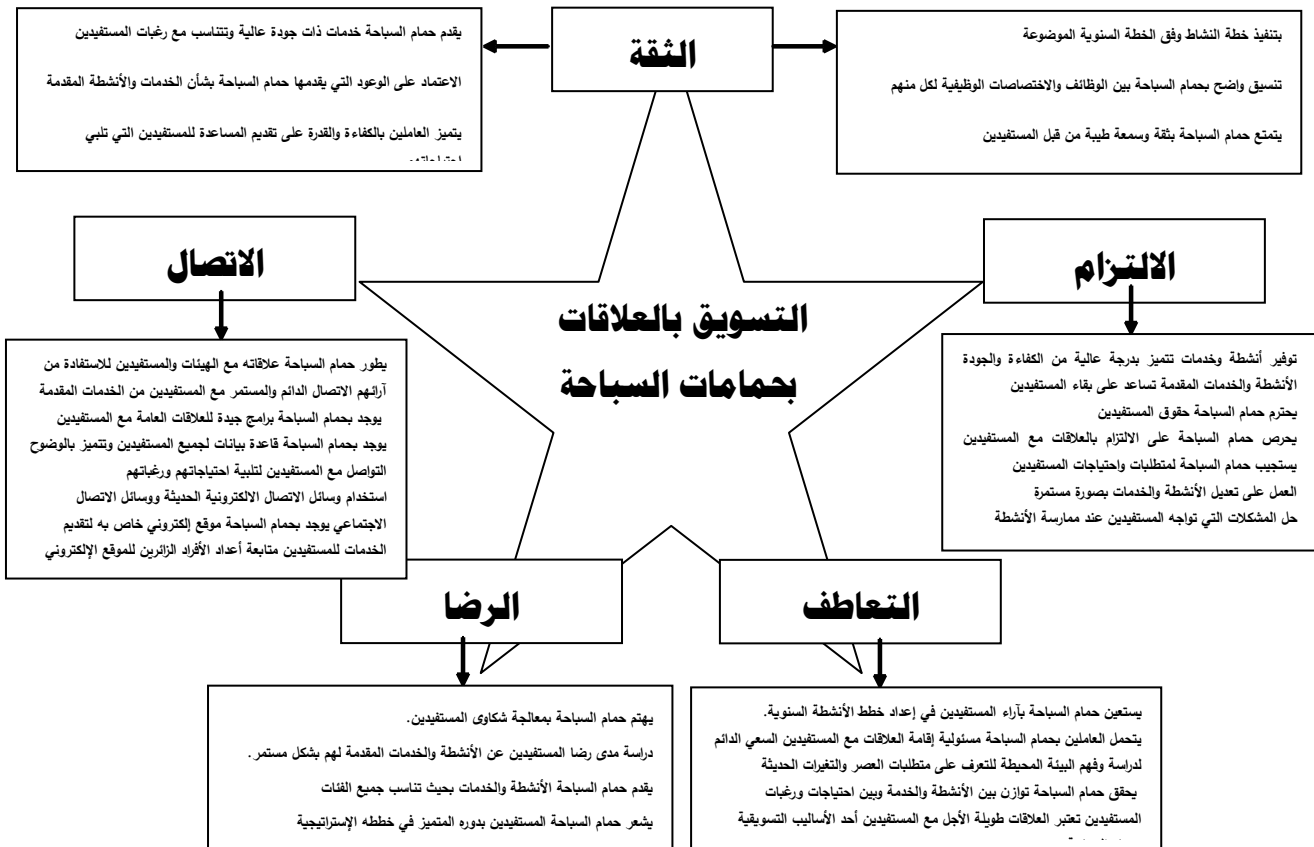 الثقة
بتنفيذ خطة النشاط وفق الخطة السنوية الموضوعة
تنسيق واضح بحمام السباحة بين الوظائف والاختصاصات الوظيفية لكل منهم
يتمتع حمام السباحة بثقة وسمعة طيبة من قبل المستفيدين
يقدم حمام السباحة خدمات ذات جودة عالية وتتناسب مع رغبات المستفيدين
الاعتماد على الوعود التي يقدمها حمام السباحة بشأن الخدمات والأنشطة المقدمة
يتميز العاملين بالكفاءة والقدرة على تقديم المساعدة للمستفيدين التي تلبي
التسويق بالعلاقات
بحمامات السباحة
الالتزام
توفير أنشطة وخدمات تتميز بدرجة عالية من الكفاءة والجودة
الأنشطة والخدمات المقدمة تساعد على بقاء المستفيدين
يحترم حمام السباحة حقوق المستفيدين
يحرص حمام السباحة على الالتزام بالعلاقات مع المستفيدين
يستجيب حمام السباحة لمتطلبات واحتياجات المستفيدين
العمل على تعديل الأنشطة والخدمات بصورة مستمرة
حل المشكلات التي تواجه المستفيدين عند ممارسة الأنشطة
الاتصال
يطور حمام السباحة علاقاته مع الهيئات والمستفيدين للاستفادة من
آرائهم الاتصال الدائم والمستمر مع المستفيدين من الخدمات المقدمة
يوجد بحمام السباحة برامج جيدة للعلاقات العامة مع المستفيدين
يوجد بحمام السباحة قاعدة بيانات لجميع المستفيدين وتتميز بالوضوح
التواصل مع المستفيدين لتلبية احتياجاتهم ورغباتهم
استخدام وسائل الاتصال الالكترونية الحديثة ووسائل الاتصال
الاجتماعي يوجد بحمام السباحة موقع إلكتروني خاص به لتقديم
الخدمات للمستفيدين متابعة أعداد الأفراد الزائرين للموقع الإلكتروني
التعاطف
يستعين حمام السباحة بآراء المستفيدين في إعداد خطط الأنشطة السنوية.
يتحمل العاملين بحمام السباحة مسئولية إقامة العلاقات مع المستفيدين السعي الدائم
لدراسة وفهم البيئة المحيطة للتعرف على متطلبات العصر والتغيرات الحديثة
يحقق حمام السباحة توازن بين الأنشطة والخدمة وبين احتياجات ورغبات
المستفيدين تعتبر العلاقات طويلة الأجل مع المستفيدين أحد الأساليب التسويقية
الرضا
يهتم حمام السباحة بمعالجة شكاوى المستفيدين.
دراسة مدى رضا المستفيدين عن الأنشطة والخدمات المقدمة لهم بشكل مستمر.
يقدم حمام السباحة الأنشطة والخدمات بحيث تناسب جميع الفئات
يشعر حمام السباحة المستفيدين بدوره المتميز في خططه الإستراتيجية